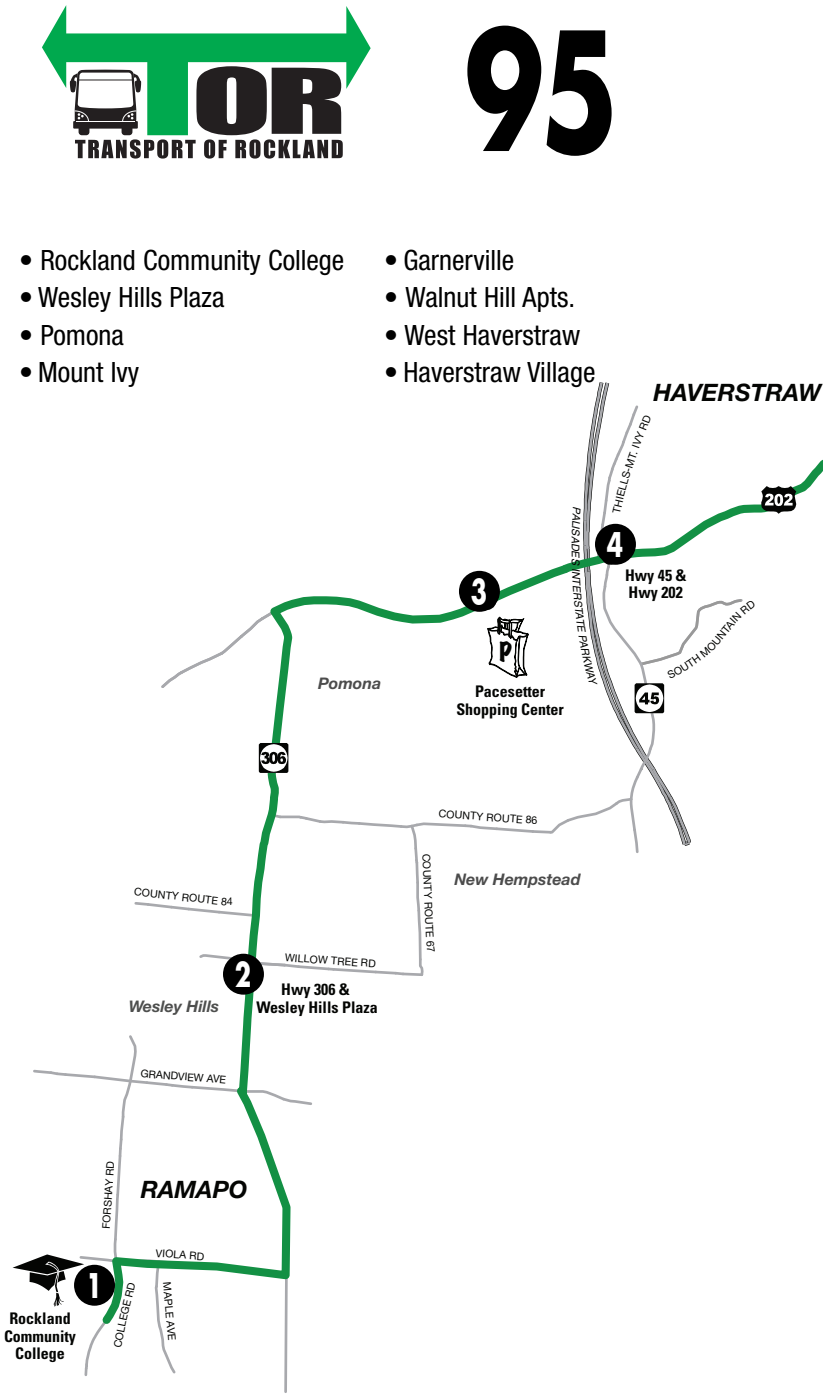 TOR
TRANSPORT OF ROCKLAND
95
• Rockland Community College
• Wesley Hills Plaza
• Pomona
• Mount Ivy
• Garnerville
• Walnut Hill Apts.
• West Haverstraw
• Haverstraw Village
HAVERSTRAW
THIELLS-MT. IVY RD
202
PALISADES INTERSTATE PARKWAY
4
Hwy 45 &
Hwy 202
3
P
Pacesetter
Shopping Center
SOUTH MOUNTAIN RD
45
Pomona
306
COUNTY ROUTE 86
COUNTY ROUTE 67
New Hempstead
COUNTY ROUTE 84
WILLOW TREE RD
2
Hwy 306 &
Wesley Hills Plaza
Wesley Hills
GRANDVIEW AVE
FORSHAY RD
RAMAPO
VIOLA RD
1
COLLEGE RD
MAPLE AVE
Rockland
Community
College